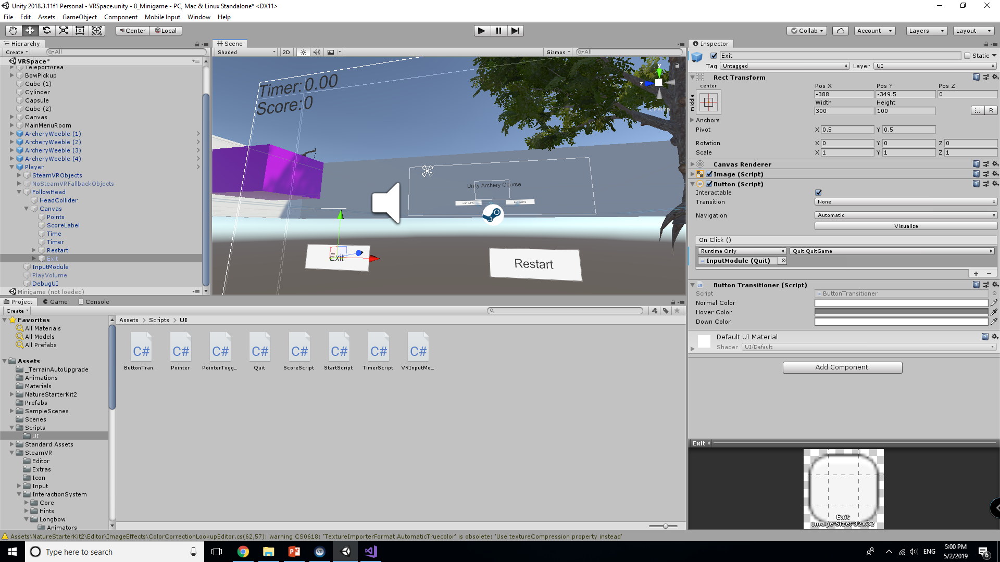 Unity 2018.3.11f1 Personal - VRSpace.unity - 8_Minigame - PC, Mac & Linux Standalone* <DX11>
File Edit Assets GameObject Component Mobile Input Window Help
Center Local Collab Account Layers Layout
Hierarchy
Create All
VRSpace*
TeleportArea
BowPickup
Cube (1)
Cylinder
Capsule
Cube (2)
Canvas
MainMenuRoom
ArcheryWeeble (1)
ArcheryWeeble (2)
ArcheryWeeble (3)
ArcheryWeeble (4)
Player
SteamVRObjects
NoSteamVRFallbackObjects
FollowHead
HeadCollider
Canvas
Points
ScoreLabel
Time
Timer
Restart
Exit
InputModule
PlayVolume
DebugUI
Minigame (not loaded)
Scene
Shaded 2D Gizmos All
Timer: 0.00
Score:0
y
z
Persp
Unity Archery Course
Start Game Exit Game
Exit
Restart
Inspector
Exit Static
Tag Untagged Layer UI
Rect Transform
center Pos X Pos Y Pos Z
middle -388 -349.5 0
Width Height
300 100 R
Anchors
Pivot X 0.5 Y 0.5
Rotation X 0 Y 0 Z 0
Scale X 1 Y 1 Z 1
Canvas Renderer
Image (Script)
OK Button (Script)
Interactable
Transition None
Navigation Automatic
Visualize
On Click ()
Runtime Only Quit.QuitGame
InputModule (Quit)
+ −
C# Button Transitioner (Script)
Script ButtonTransitioner
Normal Color
Hover Color
Down Color
Default UI Material
Shader UI/Default
Add Component
Exit
Exit
Image Size: 32x32
Project Game Console
Create
Favorites
All Materials
All Models
All Prefabs
Assets
_TerrainAutoUpgrade
Animations
Materials
NatureStarterKit2
Prefabs
SampleScenes
Scenes
Scripts
UI
Standard Assets
SteamVR
Editor
Extras
Icon
Input
InteractionSystem
Core
Hints
Longbow
Animators
Assets > Scripts > UI
C# C# C# C# C# C# C# C#
ButtonTran... Pointer PointerTogg... Quit ScoreScript StartScript TimerScript VRInputMo...
Assets\NatureStarterKit2\Editor\ImageEffects\ColorCorrectionLookupEditor.cs(62,57): warning CS0618: 'TextureImporterFormat.AutomaticTruecolor' is obsolete: 'Use textureCompression property instead'
Type here to search
VR
ENG
5:00 PM
5/2/2019
6